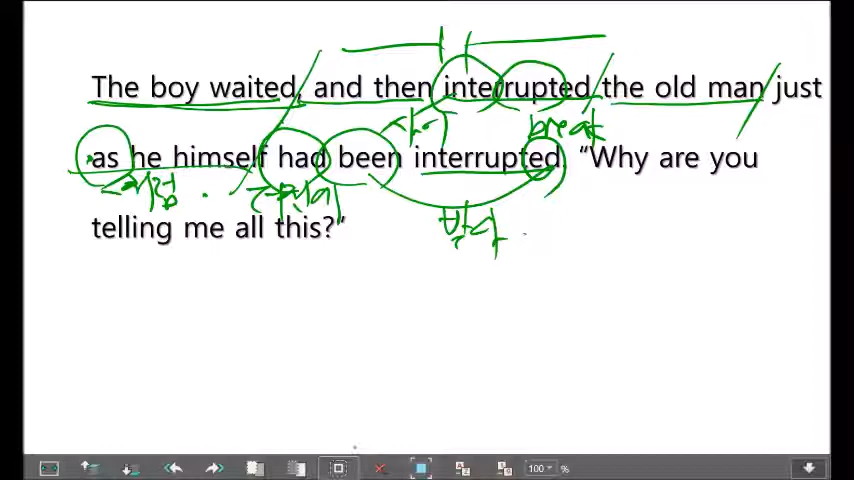 The boy waited, and then interrupted the old man just
break
as he himself had been interrupted. “Why are you
telling me all this?”
100 %